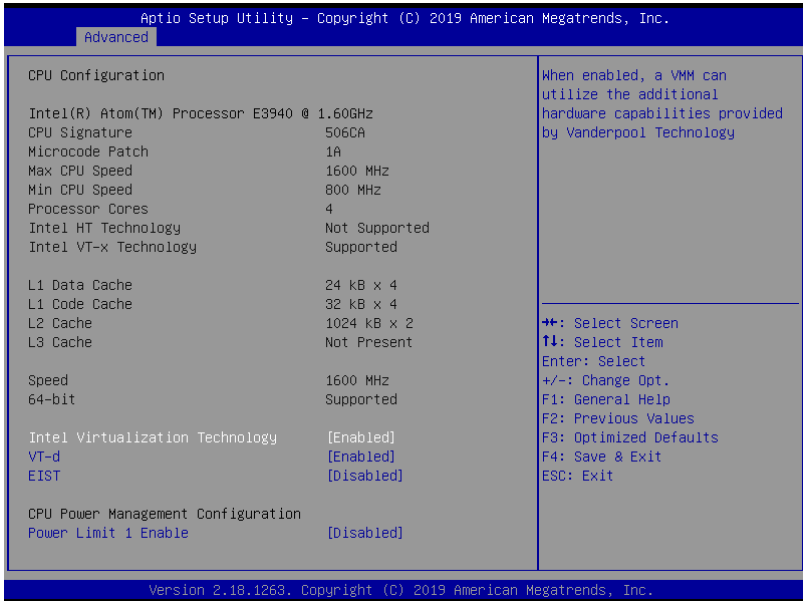 Aptio Setup Utility – Copyright (C) 2019 American Megatrends, Inc.
Advanced
CPU Configuration
Intel(R) Atom(TM) Processor E3940 @ 1.60GHz
CPU Signature 506CA
Microcode Patch 1A
Max CPU Speed 1600 MHz
Min CPU Speed 800 MHz
Processor Cores 4
Intel HT Technology Not Supported
Intel VT-x Technology Supported
L1 Data Cache 24 kB x 4
L1 Code Cache 32 kB x 4
L2 Cache 1024 kB x 2
L3 Cache Not Present
Speed 1600 MHz
64-bit Supported
Intel Virtualization Technology [Enabled]
VT-d [Enabled]
EIST [Disabled]
CPU Power Management Configuration
Power Limit 1 Enable [Disabled]
When enabled, a VMM can
utilize the additional
hardware capabilities provided
by Vanderpool Technology
→←: Select Screen
↑↓: Select Item
Enter: Select
+/-: Change Opt.
F1: General Help
F2: Previous Values
F3: Optimized Defaults
F4: Save & Exit
ESC: Exit
Version 2.18.1263. Copyright (C) 2019 American Megatrends, Inc.